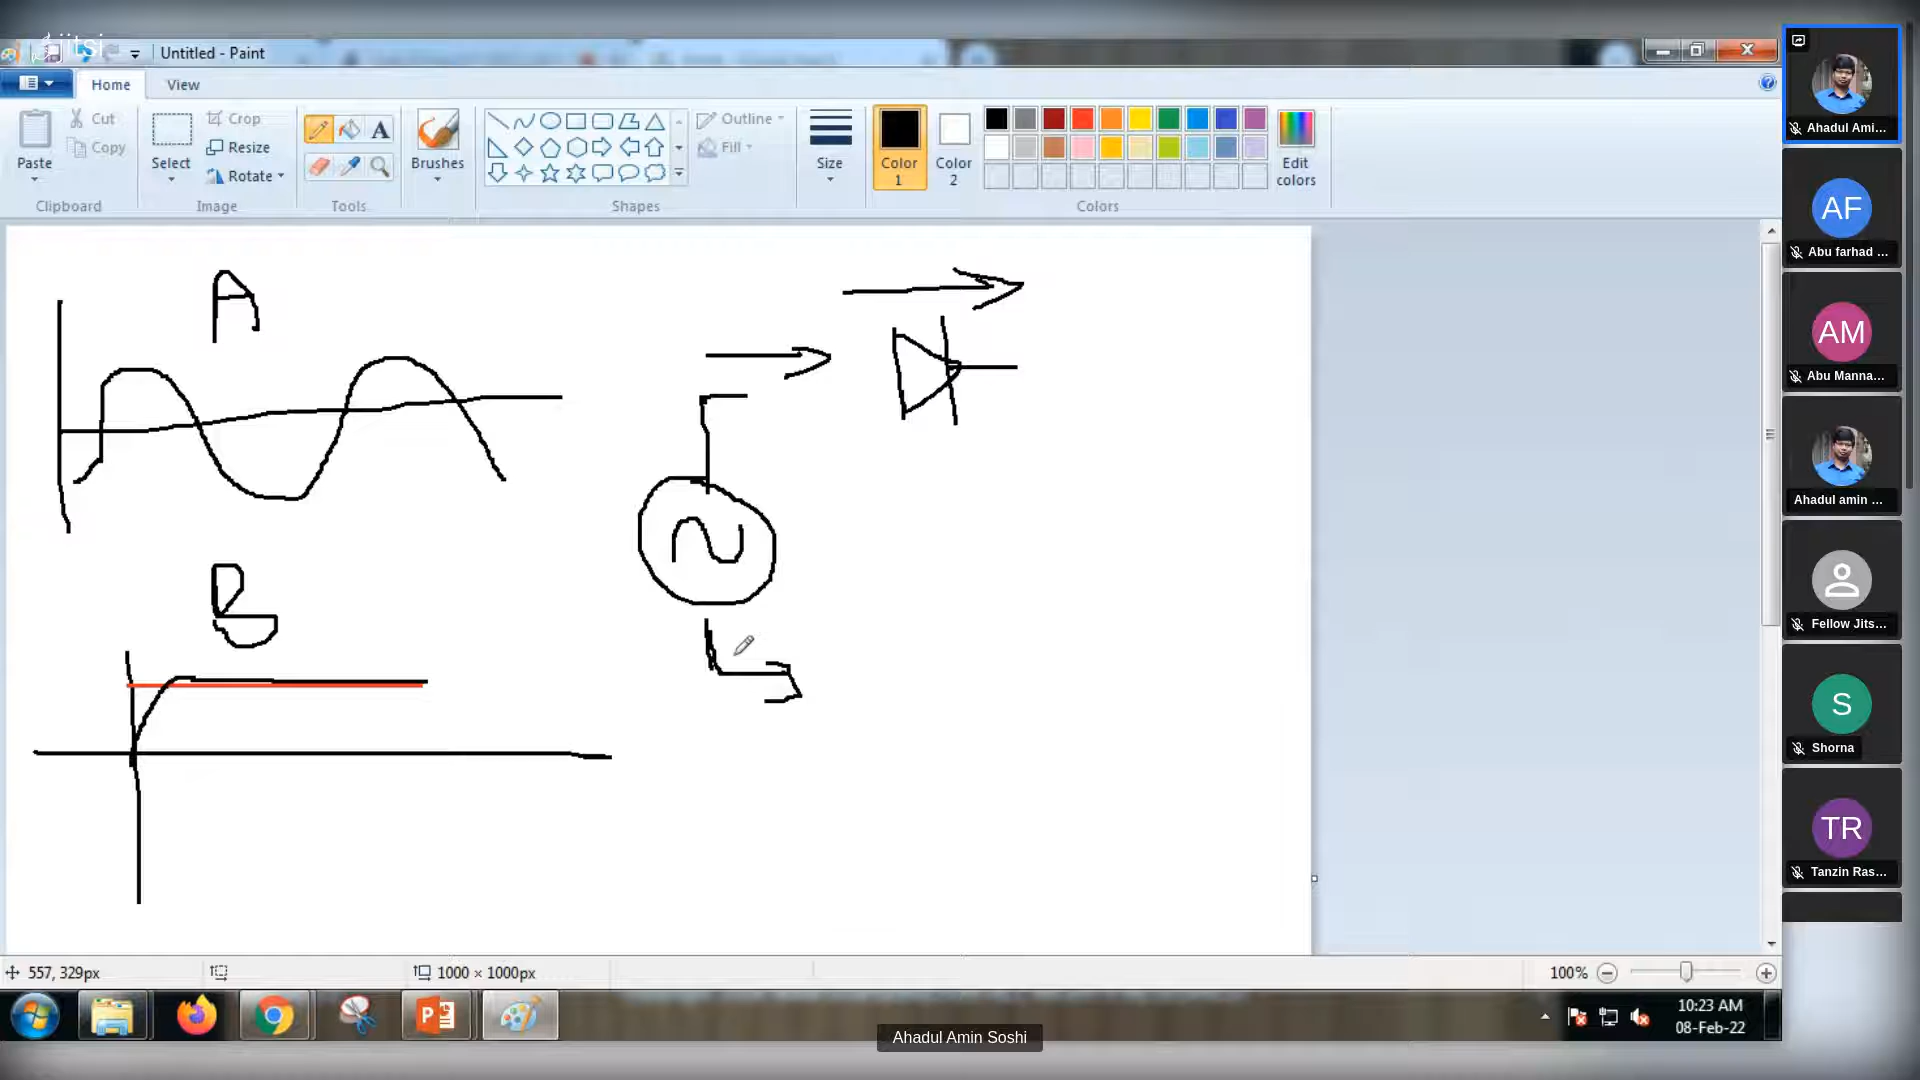 jitsi
Untitled - Paint
Home
View
Paste
Cut
Copy
Clipboard
Select
Crop
Resize
Rotate
Image
A
Tools
Brushes
Shapes
Outline
Fill
Size
Color
1
Color
2
Colors
Edit
colors
A
B
557, 329px
1000 × 1000px
100%
10:23 AM
08-Feb-22
Ahadul Amin Soshi
Ahadul Ami...
AF
Abu farhad ...
AM
Abu Manna...
Ahadul amin ...
Fellow Jits...
S
Shorna
TR
Tanzin Ras...